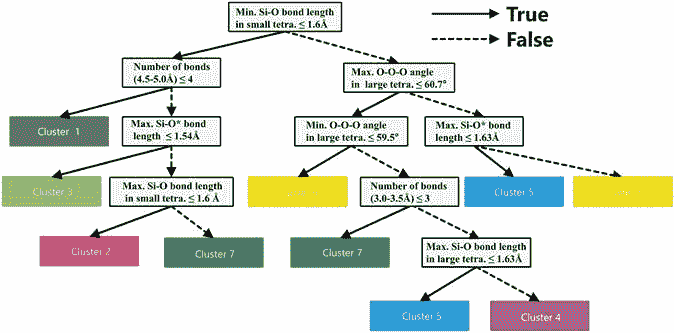 Min. Si-O bond length
in small tetra. ≤ 1.6Å
True
False
Number of bonds
(4.5-5.0Å) ≤ 4
Max. O-O-O angle
in large tetra. ≤ 60.7°
Cluster 1
Max. Si-O* bond
length ≤ 1.54Å
Min. O-O-O angle
in large tetra. ≤ 59.5°
Max. Si-O* bond
length ≤ 1.63Å
Cluster 3
Max. Si-O bond length
in small tetra. ≤ 1.6 Å
Number of bonds
(3.0-3.5Å) ≤ 3
Cluster 5
Cluster 2
Cluster 7
Cluster 7
Max. Si-O bond length
in large tetra. ≤ 1.63Å
Cluster 5
Cluster 4